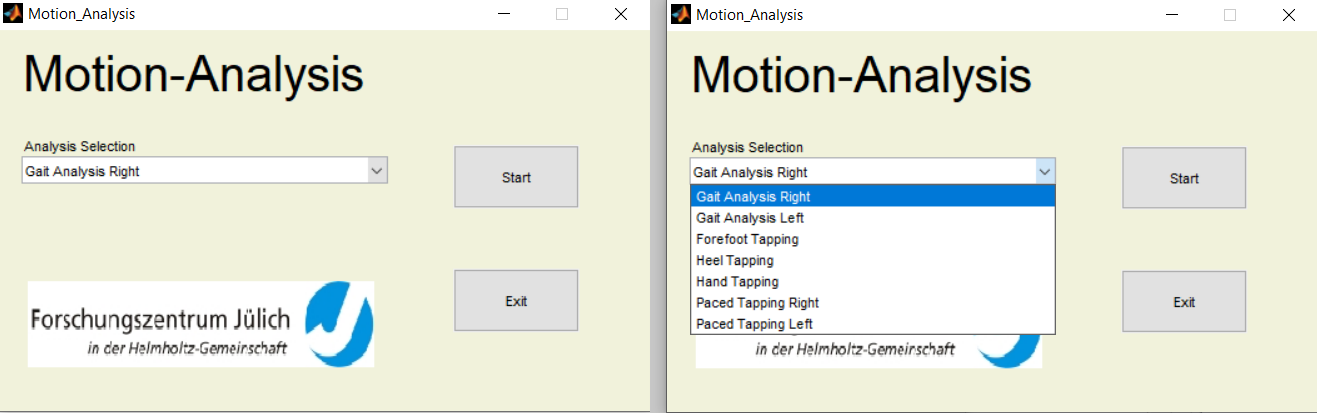 Motion_Analysis
Motion-Analysis
Analysis Selection
Gait Analysis Right
Start
Exit
Forschungszentrum Jülich
in der Helmholtz-Gemeinschaft
Motion_Analysis
Motion-Analysis
Analysis Selection
Gait Analysis Right
Gait Analysis Right
Gait Analysis Left
Forefoot Tapping
Heel Tapping
Hand Tapping
Paced Tapping Right
Paced Tapping Left
Start
Exit
in der Helmholtz-Gemeinschaft